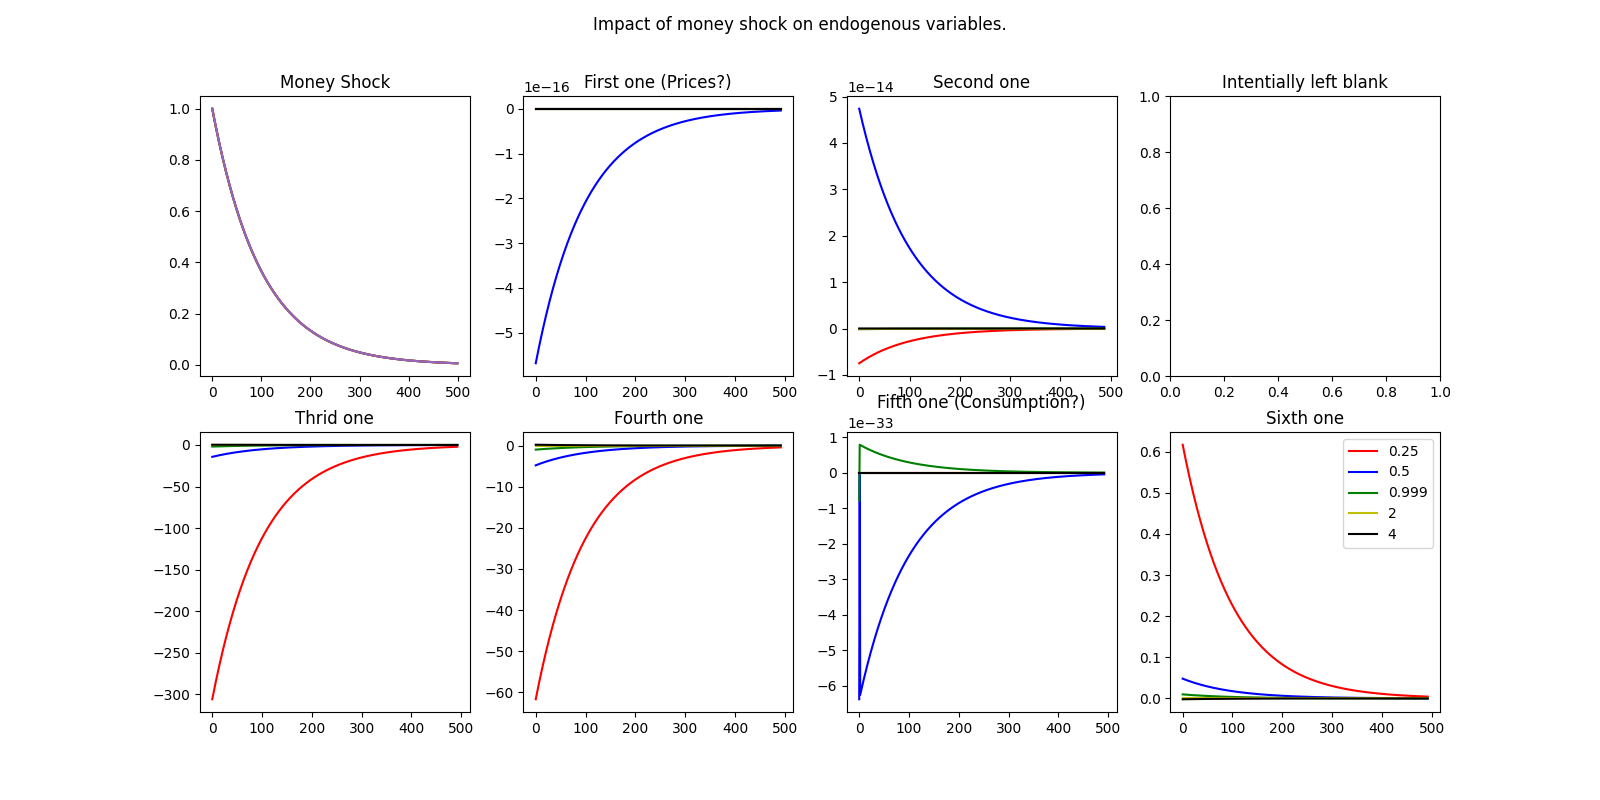 Impact of money shock on endogenous variables.
Money Shock
1.0
0.8
0.6
0.4
0.2
0.0
0 100 200 300 400 500
1e−16
First one (Prices?)
0
−1
−2
−3
−4
−5
0 100 200 300 400 500
1e−14
Second one
5
4
3
2
1
0
−1
0 100 200 300 400 500
Intentially left blank
1.0
0.8
0.6
0.4
0.2
0.0
0.0 0.2 0.4 0.6 0.8 1.0
Thrid one
0
−50
−100
−150
−200
−250
−300
0 100 200 300 400 500
Fourth one
0
−10
−20
−30
−40
−50
−60
0 100 200 300 400 500
Fifth one (Consumption?)
1e−33
1
0
−1
−2
−3
−4
−5
−6
0 100 200 300 400 500
Sixth one
0.6
0.5
0.4
0.3
0.2
0.1
0.0
0 100 200 300 400 500
0.25
0.5
0.999
2
4